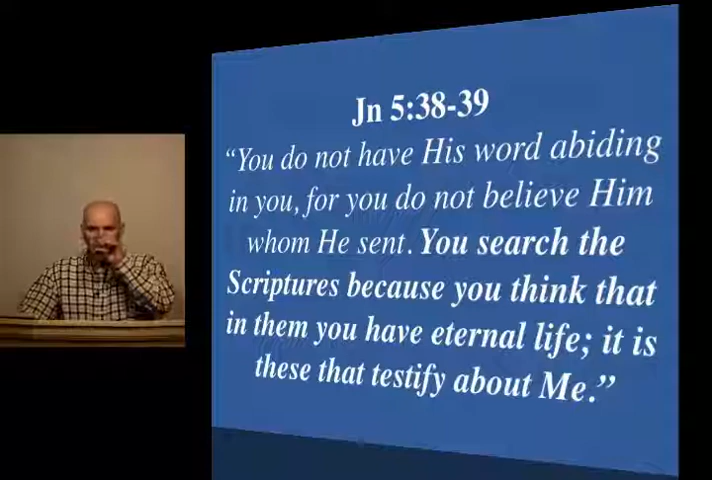 Jn 5:38-39
“You do not have His word abiding
in you, for you do not believe Him
whom He sent. You search the
Scriptures because you think that
in them you have eternal life; it is
these that testify about Me.”